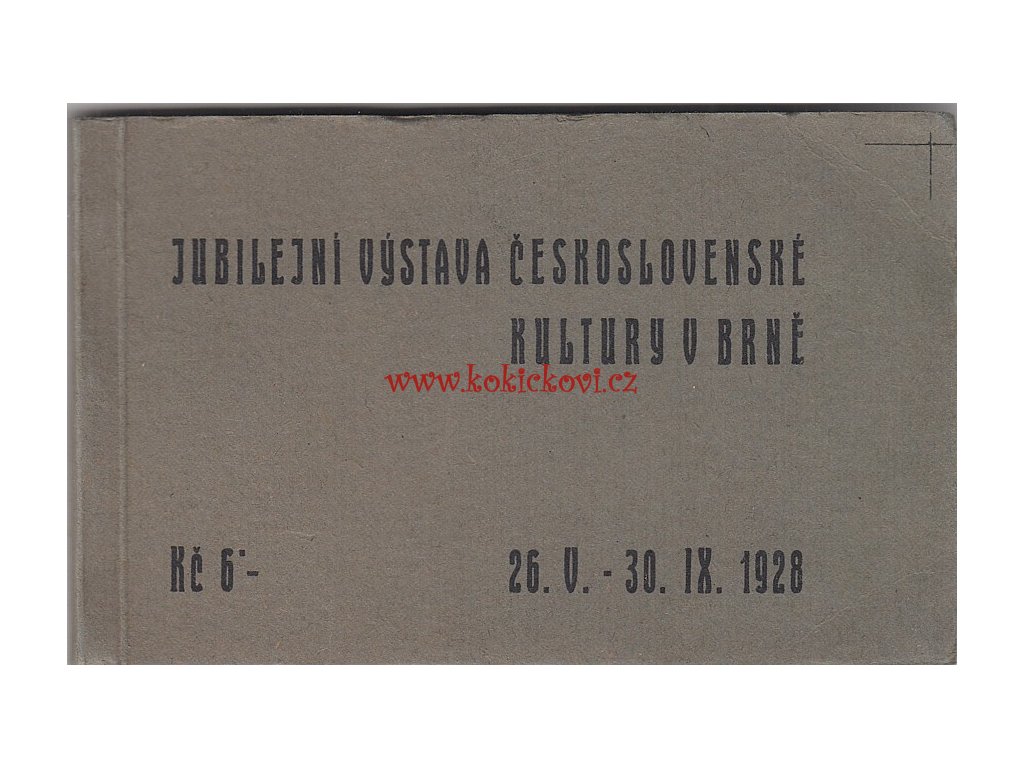 JUBILEJNÍ VÝSTAVA ČESKOSLOVENSKÉ
KULTURY V BRNĚ
www.kokickovi.cz
Kč 6·– 26. V. - 30. IX. 1928